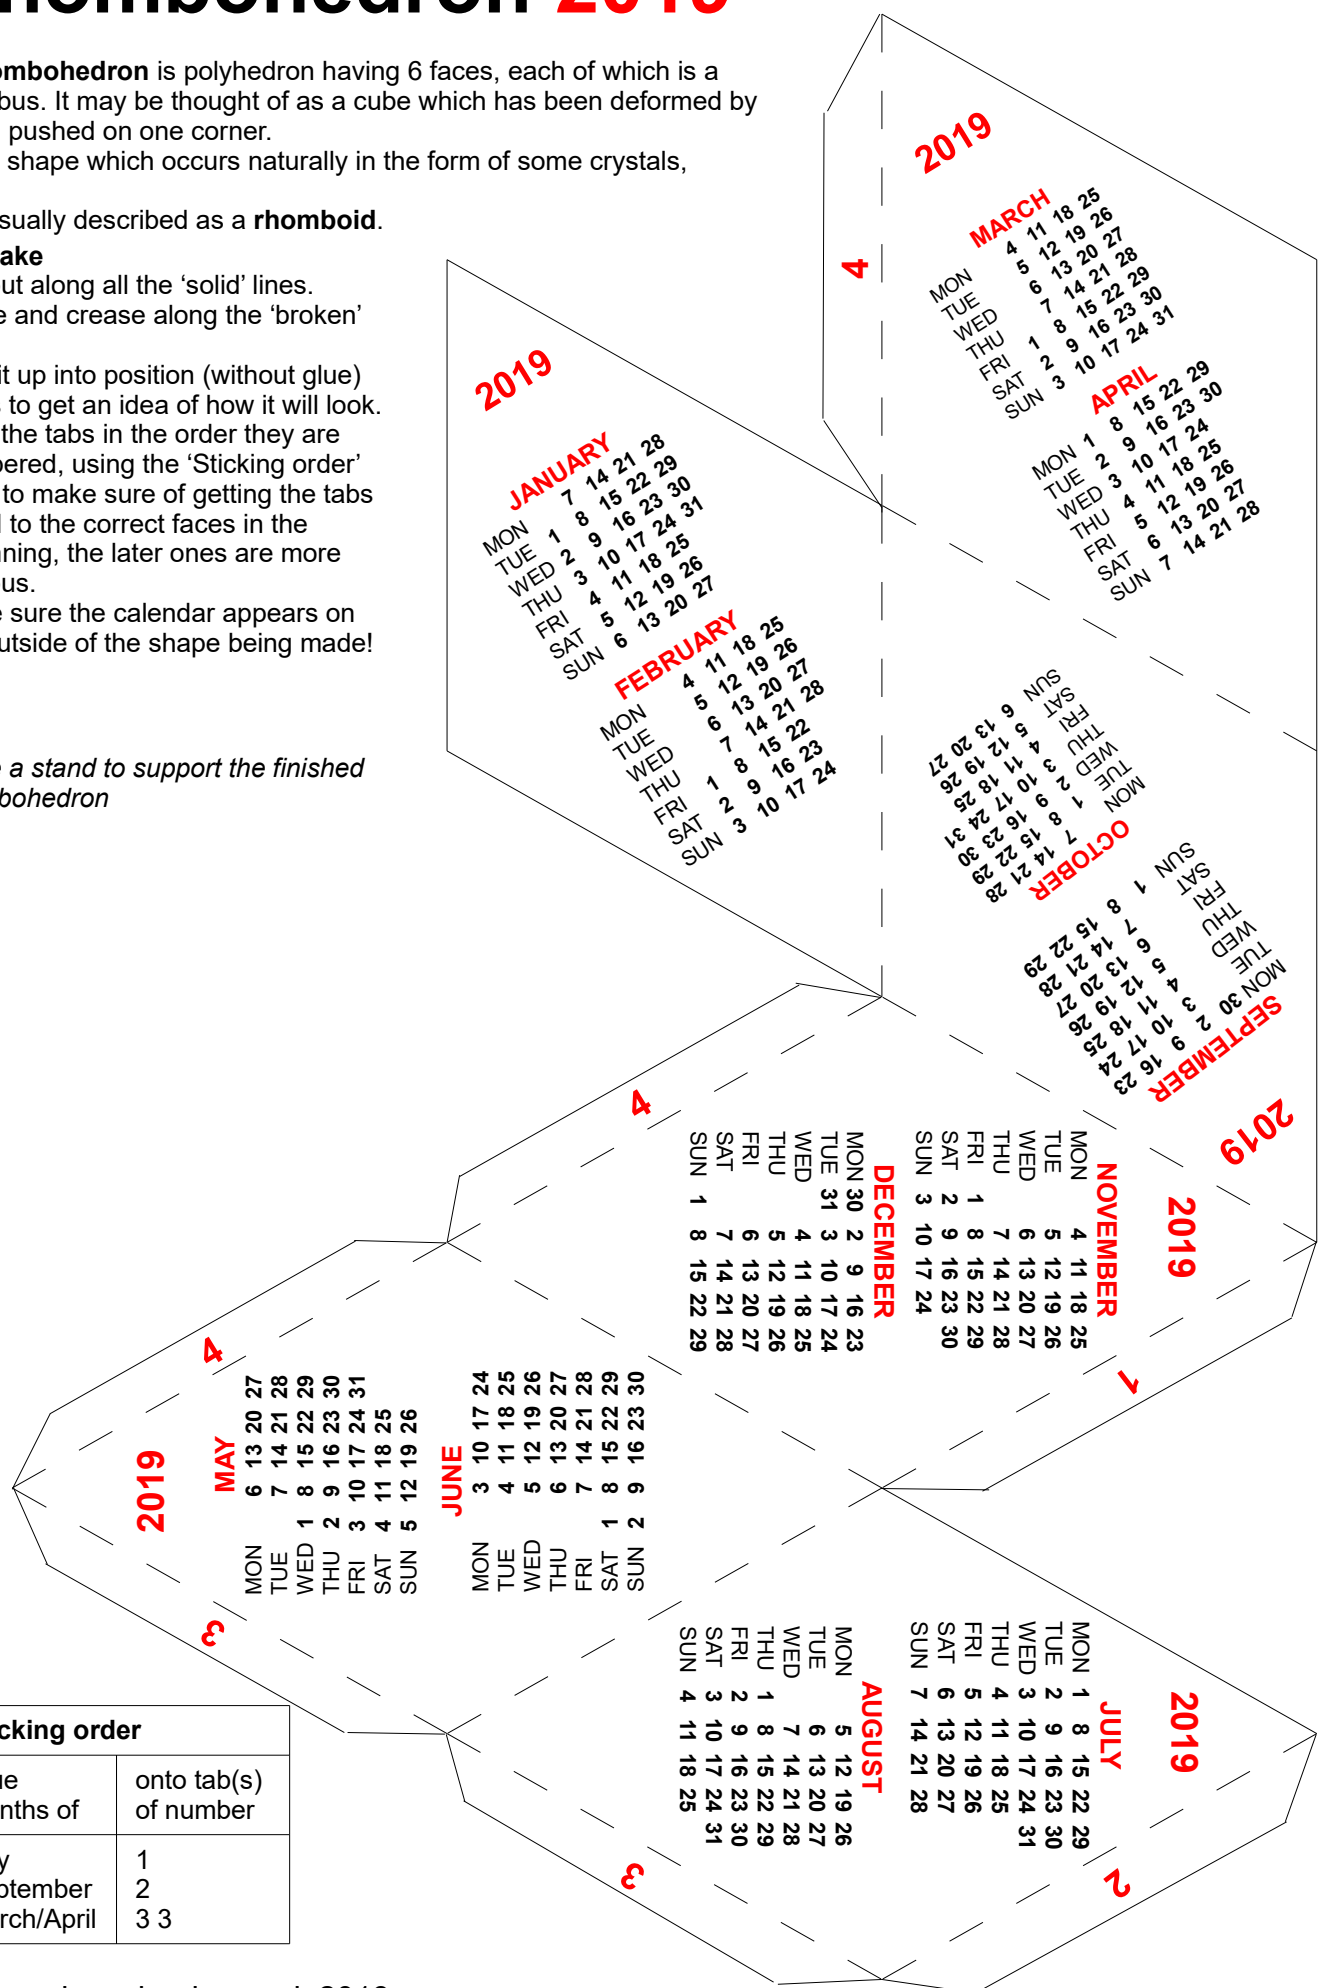 rhombohedron 2019
ombohedron is polyhedron having 6 faces, each of which is a
bus. It may be thought of as a cube which has been deformed by
pushed on one corner.
shape which occurs naturally in the form of some crystals,
sually described as a rhomboid.
ake
out along all the ‘solid’ lines.
e and crease along the ‘broken’
it up into position (without glue)
s to get an idea of how it will look.
the tabs in the order they are
bered, using the ‘Sticking order’
to make sure of getting the tabs
d to the correct faces in the
nning, the later ones are more
ous.
e sure the calendar appears on
outside of the shape being made!
e a stand to support the finished
mbohedron
2019
MARCH
MON 4 11 18 25
TUE 5 12 19 26
WED 6 13 20 27
THU 7 14 21 28
FRI 1 8 15 22 29
SAT 2 9 16 23 30
SUN 3 10 17 24 31
APRIL
MON 1 8 15 22 29
TUE 2 9 16 23 30
WED 3 10 17 24
THU 4 11 18 25
FRI 5 12 19 26
SAT 6 13 20 27
SUN 7 14 21 28
4
2019
JANUARY
MON 7 14 21 28
TUE 1 8 15 22 29
WED 2 9 16 23 30
THU 3 10 17 24 31
FRI 4 11 18 25
SAT 5 12 19 26
SUN 6 13 20 27
FEBRUARY
MON 4 11 18 25
TUE 5 12 19 26
WED 6 13 20 27
THU 7 14 21 28
FRI 1 8 15 22
SAT 2 9 16 23
SUN 3 10 17 24
2019
SEPTEMBER
MON 30 2 9 16 23
TUE 3 10 17 24
WED 4 11 18 25
THU 5 12 19 26
FRI 6 13 20 27
SAT 7 14 21 28
SUN 1 8 15 22 29
OCTOBER
MON 7 14 21 28
TUE 1 8 15 22 29
WED 2 9 16 23 30
THU 3 10 17 24 31
FRI 4 11 18 25
SAT 5 12 19 26
SUN 6 13 20 27
2019
NOVEMBER
MON 4 11 18 25
TUE 5 12 19 26
WED 6 13 20 27
THU 7 14 21 28
FRI 1 8 15 22 29
SAT 2 9 16 23 30
SUN 3 10 17 24
DECEMBER
MON 30 2 9 16 23
TUE 31 3 10 17 24
WED 4 11 18 25
THU 5 12 19 26
FRI 6 13 20 27
SAT 7 14 21 28
SUN 1 8 15 22 29
4
1
4
2019
MAY
MON 6 13 20 27
TUE 7 14 21 28
WED 1 8 15 22 29
THU 2 9 16 23 30
FRI 3 10 17 24 31
SAT 4 11 18 25
SUN 5 12 19 26
JUNE
MON 3 10 17 24
TUE 4 11 18 25
WED 5 12 19 26
THU 6 13 20 27
FRI 7 14 21 28
SAT 1 8 15 22 29
SUN 2 9 16 23 30
3
2019
JULY
MON 1 8 15 22 29
TUE 2 9 16 23 30
WED 3 10 17 24 31
THU 4 11 18 25
FRI 5 12 19 26
SAT 6 13 20 27
SUN 7 14 21 28
AUGUST
MON 5 12 19 26
TUE 6 13 20 27
WED 7 14 21 28
THU 1 8 15 22 29
FRI 2 9 16 23 30
SAT 3 10 17 24 31
SUN 4 11 18 25
3
2
cking order
ue onto tab(s)
nths of of number
y 1
ptember 2
rch/April 3 3